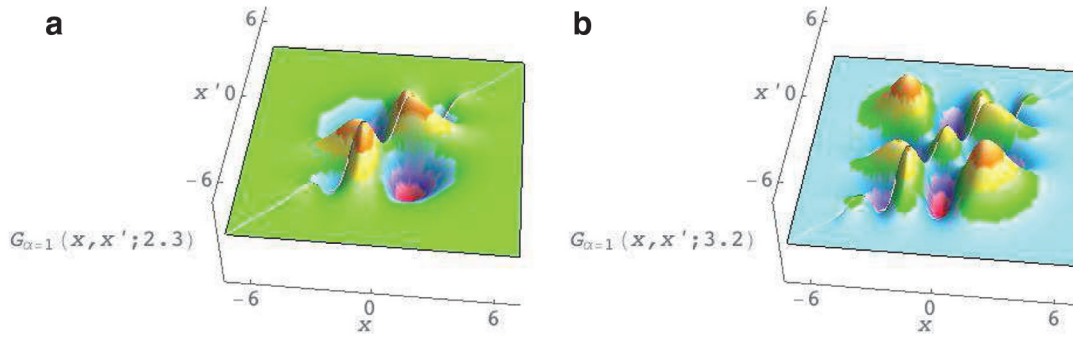 a
6
x'0
-6
G_{α=1}(x,x';2.3)
-6 0 6
x
b
6
x'0
-6
G_{α=1}(x,x';3.2)
-6 0 6
x